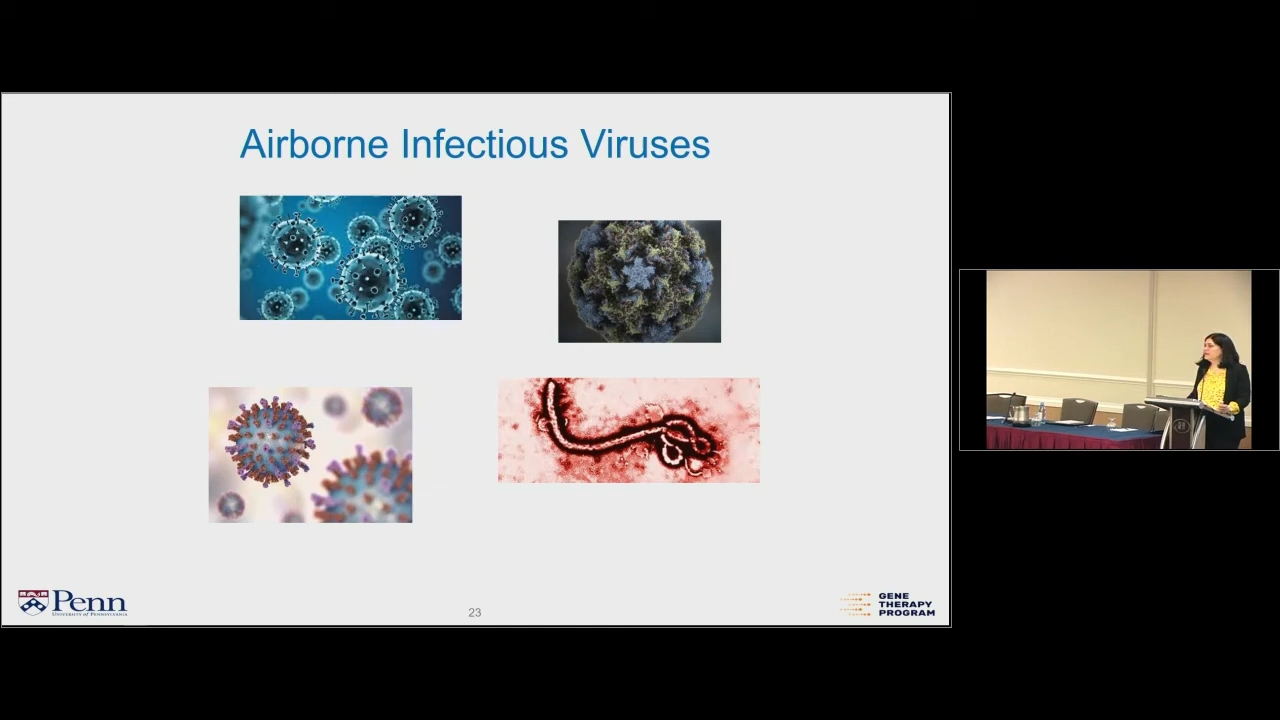 Airborne Infectious Viruses
Penn
UNIVERSITY OF PENNSYLVANIA
23
GENE
THERAPY
PROGRAM